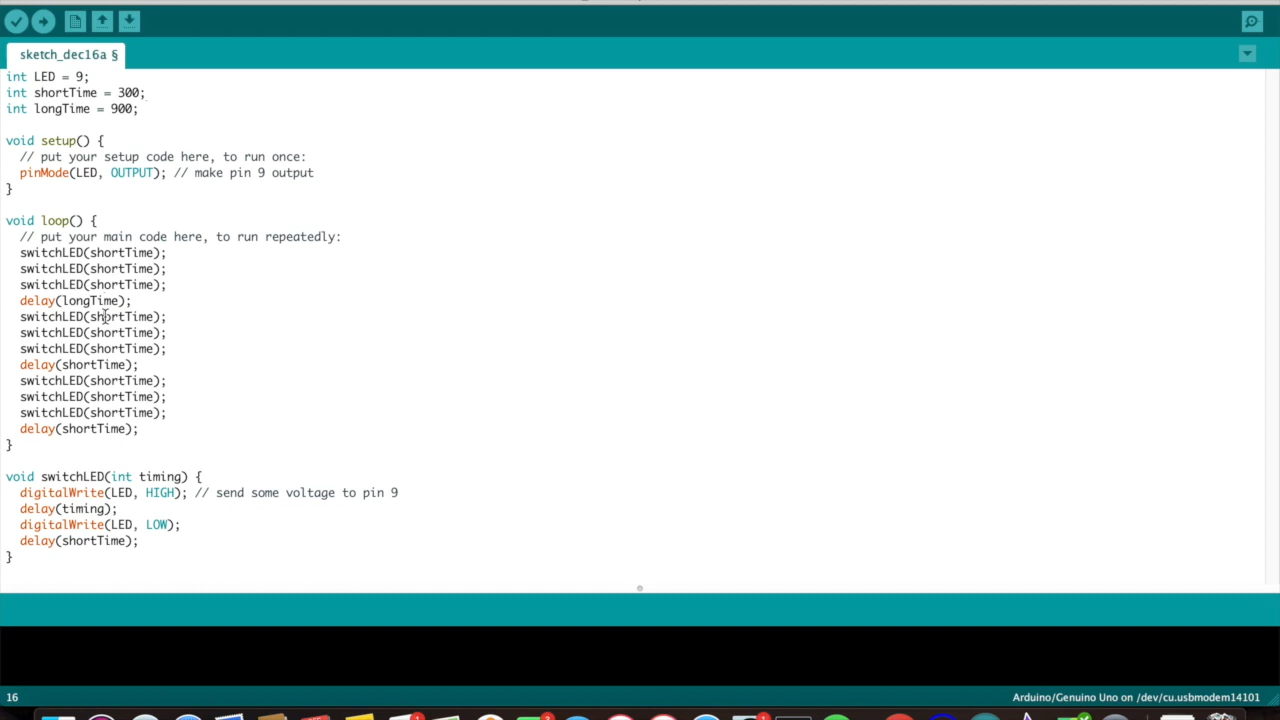 sketch_dec16a §
int LED = 9;
int shortTime = 300;
int longTime = 900;
void setup() {
// put your setup code here, to run once:
pinMode(LED, OUTPUT); // make pin 9 output
}
void loop() {
// put your main code here, to run repeatedly:
switchLED(shortTime);
switchLED(shortTime);
switchLED(shortTime);
delay(longTime);
switchLED(shortTime);
switchLED(shortTime);
switchLED(shortTime);
delay(shortTime);
switchLED(shortTime);
switchLED(shortTime);
switchLED(shortTime);
delay(shortTime);
}
void switchLED(int timing) {
digitalWrite(LED, HIGH); // send some voltage to pin 9
delay(timing);
digitalWrite(LED, LOW);
delay(shortTime);
}
16
Arduino/Genuino Uno on /dev/cu.usbmodem14101